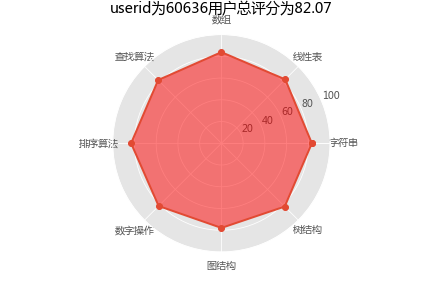 userid为60636用户总评分为82.07
数组
查找算法
线性表
100
80
60
40
20
排序算法
字符串
数字操作
树结构
图结构